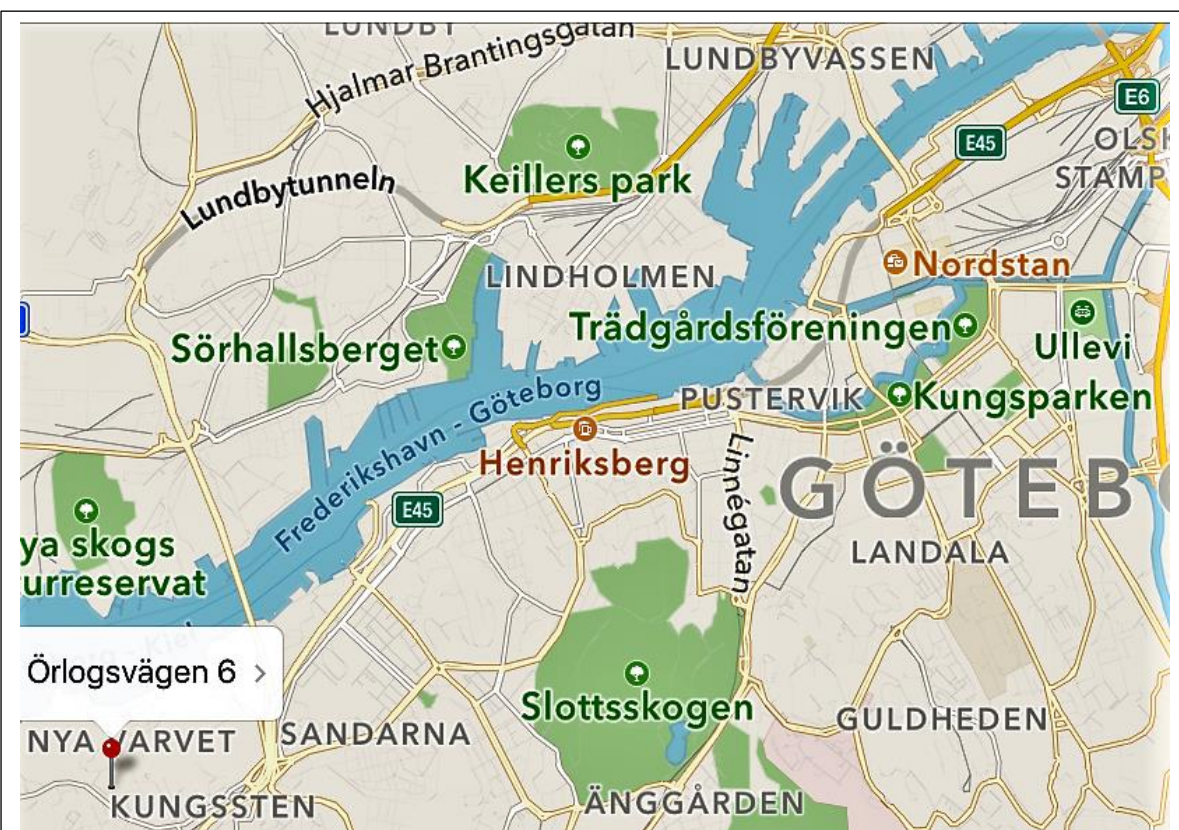 LUNDBY
Hjalmar Brantingsgatan
LUNDBYVASSEN
E6
E45
OLSK
STAMP
Keillers park
Lundbytunneln
Nordstan
LINDHOLMEN
Trädgårdsföreningen
Ullevi
Sörhallsberget
Frederikshavn - Göteborg
PUSTERVIK
Kungsparken
Henriksberg
Linnégatan
GÖTEB
E45
ya skogs
urreservat
LANDALA
Örlogsvägen 6
Slottsskogen
GULDHEDEN
NYA VARVET
SANDARNA
KUNGSSTEN
ÄNGGÅRDEN